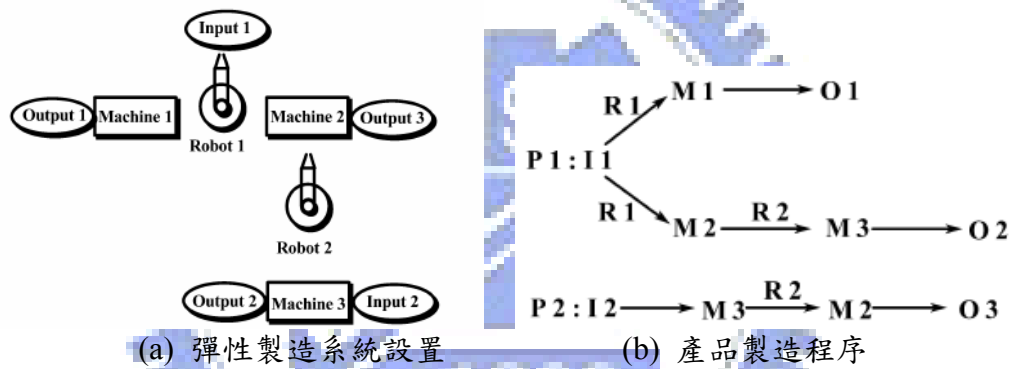 Input 1
Output 1 Machine 1
Robot 1
Machine 2 Output 3
Robot 2
Output 2 Machine 3 Input 2
(a) 彈性製造系統設置
R 1 M 1 O 1
P 1 : I 1
R 1 M 2 R 2 M 3 O 2
P 2 : I 2 M 3 R 2 M 2 O 3
(b) 產品製造程序